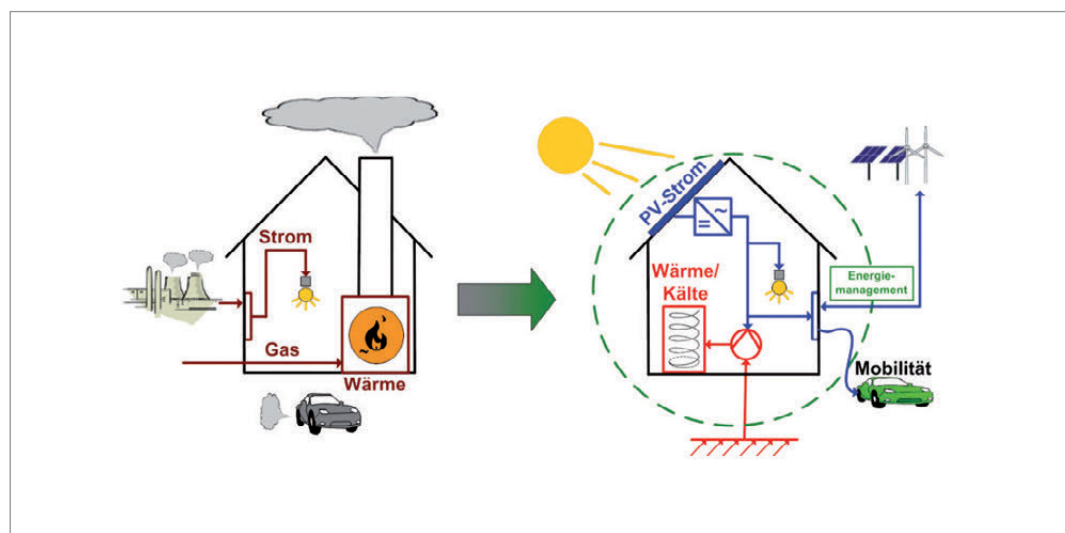 Strom
Gas
Wärme
PV-Strom
Wärme/
Kälte
Energie-
management
Mobilität